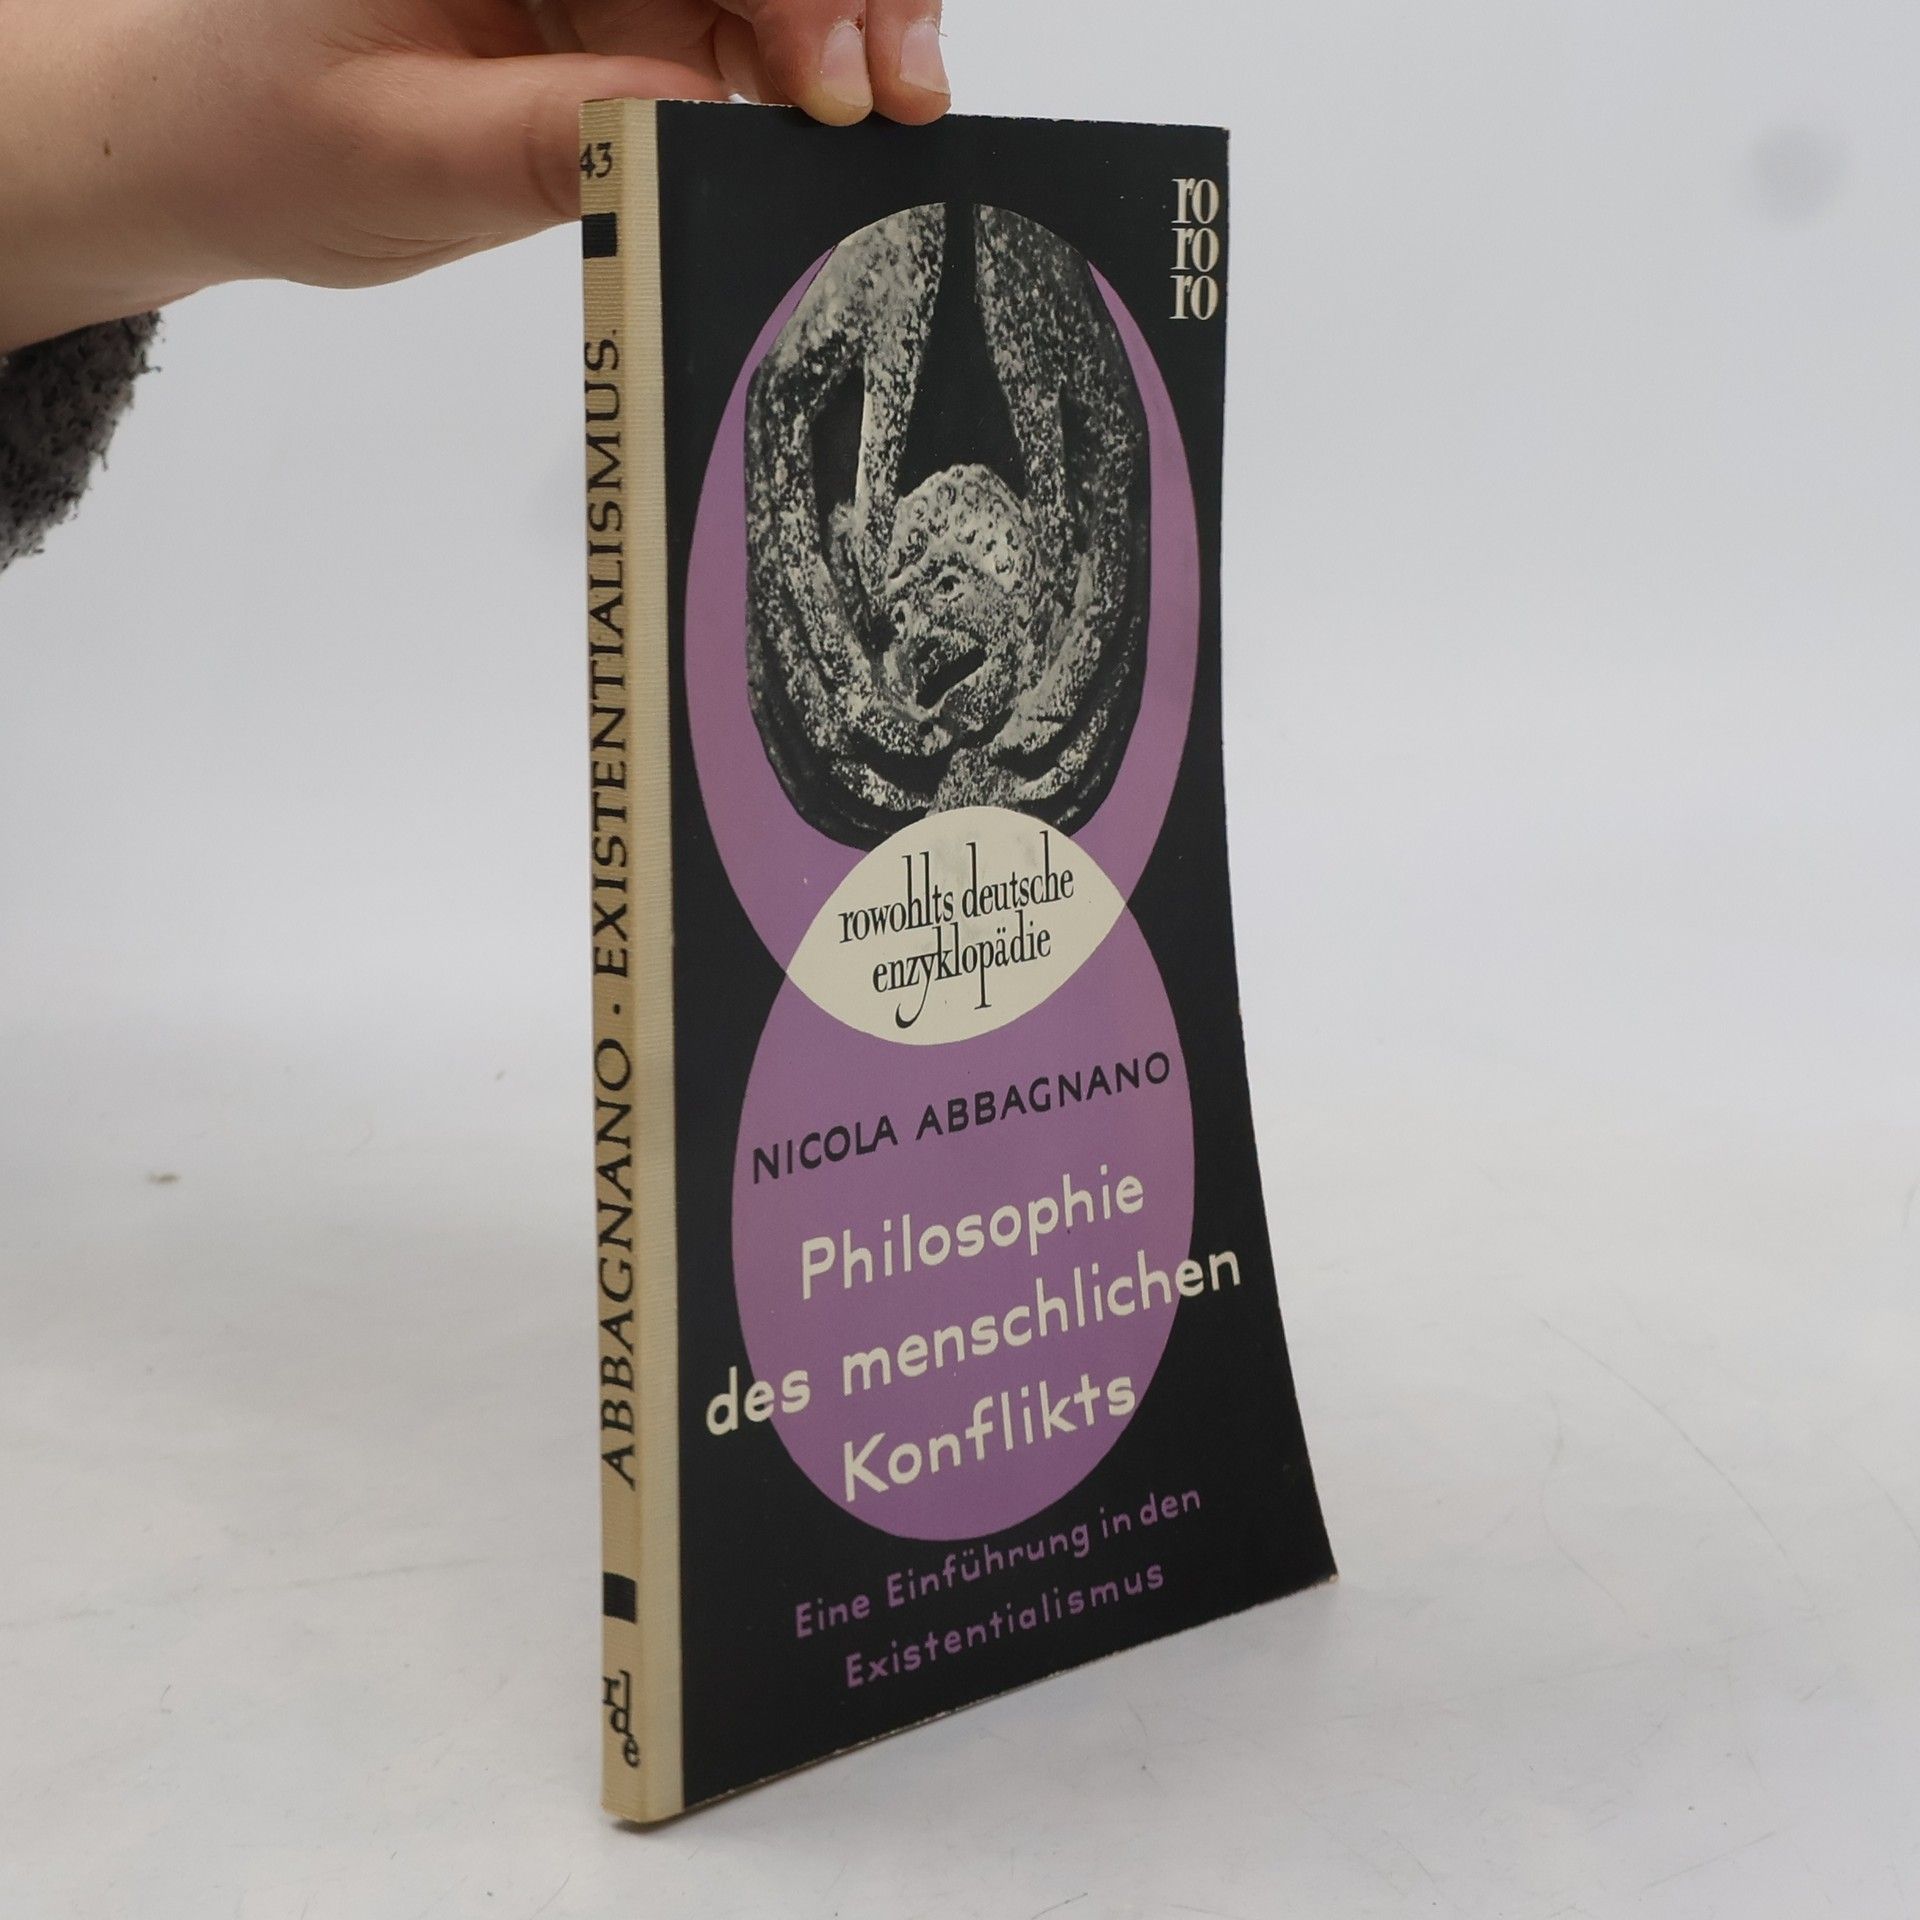 43
ABBAGNANO · EXISTENTIALISMUS.
rde
ro
ro
ro
rowohlts deutsche
enzyklopädie
NICOLA ABBAGNANO
Philosophie
des menschlichen
Konflikts
Eine Einführung in den
Existentialismus